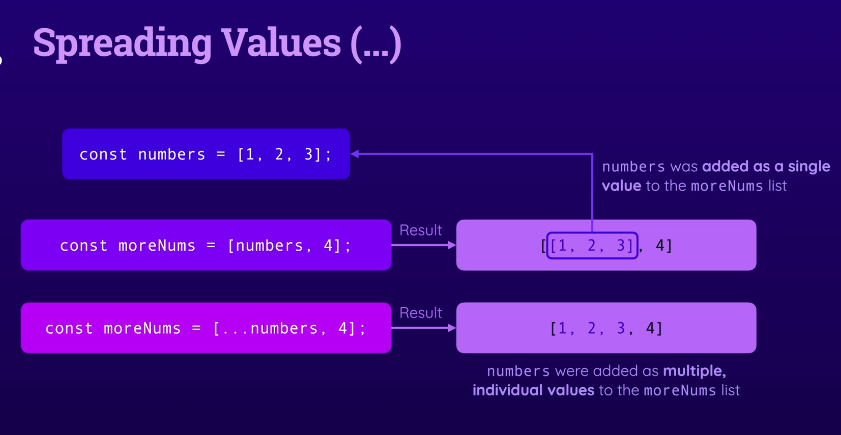 Spreading Values (...)
const numbers = [1, 2, 3];
numbers was added as a single
value to the moreNums list
const moreNums = [numbers, 4];
Result
[[1, 2, 3], 4]
const moreNums = [...numbers, 4];
Result
[1, 2, 3, 4]
numbers were added as multiple,
individual values to the moreNums list